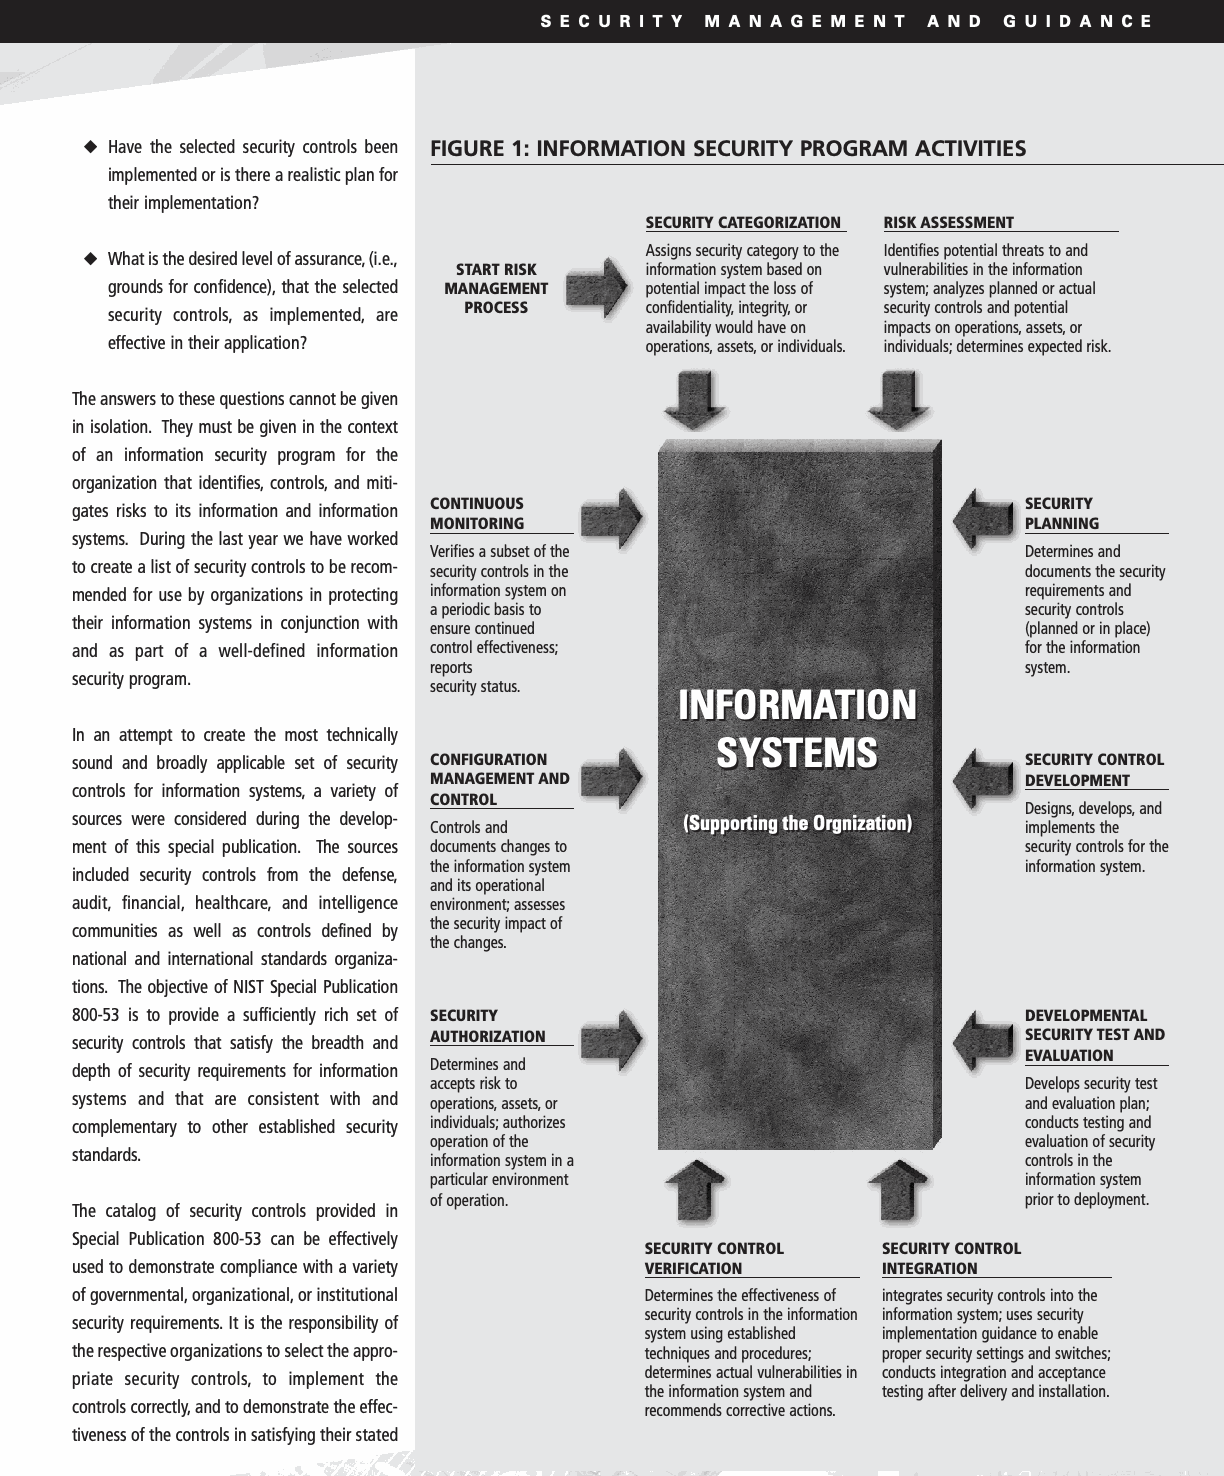 SECURITY MANAGEMENT AND GUIDANCE
◆ Have the selected security controls been
implemented or is there a realistic plan for
their implementation?
◆ What is the desired level of assurance, (i.e.,
grounds for confidence), that the selected
security controls, as implemented, are
effective in their application?
The answers to these questions cannot be given
in isolation. They must be given in the context
of an information security program for the
organization that identifies, controls, and miti-
gates risks to its information and information
systems. During the last year we have worked
to create a list of security controls to be recom-
mended for use by organizations in protecting
their information systems in conjunction with
and as part of a well-defined information
security program.
In an attempt to create the most technically
sound and broadly applicable set of security
controls for information systems, a variety of
sources were considered during the develop-
ment of this special publication. The sources
included security controls from the defense,
audit, financial, healthcare, and intelligence
communities as well as controls defined by
national and international standards organiza-
tions. The objective of NIST Special Publication
800-53 is to provide a sufficiently rich set of
security controls that satisfy the breadth and
depth of security requirements for information
systems and that are consistent with and
complementary to other established security
standards.
The catalog of security controls provided in
Special Publication 800-53 can be effectively
used to demonstrate compliance with a variety
of governmental, organizational, or institutional
security requirements. It is the responsibility of
the respective organizations to select the appro-
priate security controls, to implement the
controls correctly, and to demonstrate the effec-
tiveness of the controls in satisfying their stated
FIGURE 1: INFORMATION SECURITY PROGRAM ACTIVITIES
START RISK
MANAGEMENT
PROCESS
SECURITY CATEGORIZATION
Assigns security category to the
information system based on
potential impact the loss of
confidentiality, integrity, or
availability would have on
operations, assets, or individuals.
RISK ASSESSMENT
Identifies potential threats to and
vulnerabilities in the information
system; analyzes planned or actual
security controls and potential
impacts on operations, assets, or
individuals; determines expected risk.
CONTINUOUS
MONITORING
Verifies a subset of the
security controls in the
information system on
a periodic basis to
ensure continued
control effectiveness;
reports
security status.
CONFIGURATION
MANAGEMENT AND
CONTROL
Controls and
documents changes to
the information system
and its operational
environment; assesses
the security impact of
the changes.
SECURITY
AUTHORIZATION
Determines and
accepts risk to
operations, assets, or
individuals; authorizes
operation of the
information system in a
particular environment
of operation.
INFORMATION
SYSTEMS
(Supporting the Orgnization)
SECURITY
PLANNING
Determines and
documents the security
requirements and
security controls
(planned or in place)
for the information
system.
SECURITY CONTROL
DEVELOPMENT
Designs, develops, and
implements the
security controls for the
information system.
DEVELOPMENTAL
SECURITY TEST AND
EVALUATION
Develops security test
and evaluation plan;
conducts testing and
evaluation of security
controls in the
information system
prior to deployment.
SECURITY CONTROL
VERIFICATION
Determines the effectiveness of
security controls in the information
system using established
techniques and procedures;
determines actual vulnerabilities in
the information system and
recommends corrective actions.
SECURITY CONTROL
INTEGRATION
integrates security controls into the
information system; uses security
implementation guidance to enable
proper security settings and switches;
conducts integration and acceptance
testing after delivery and installation.